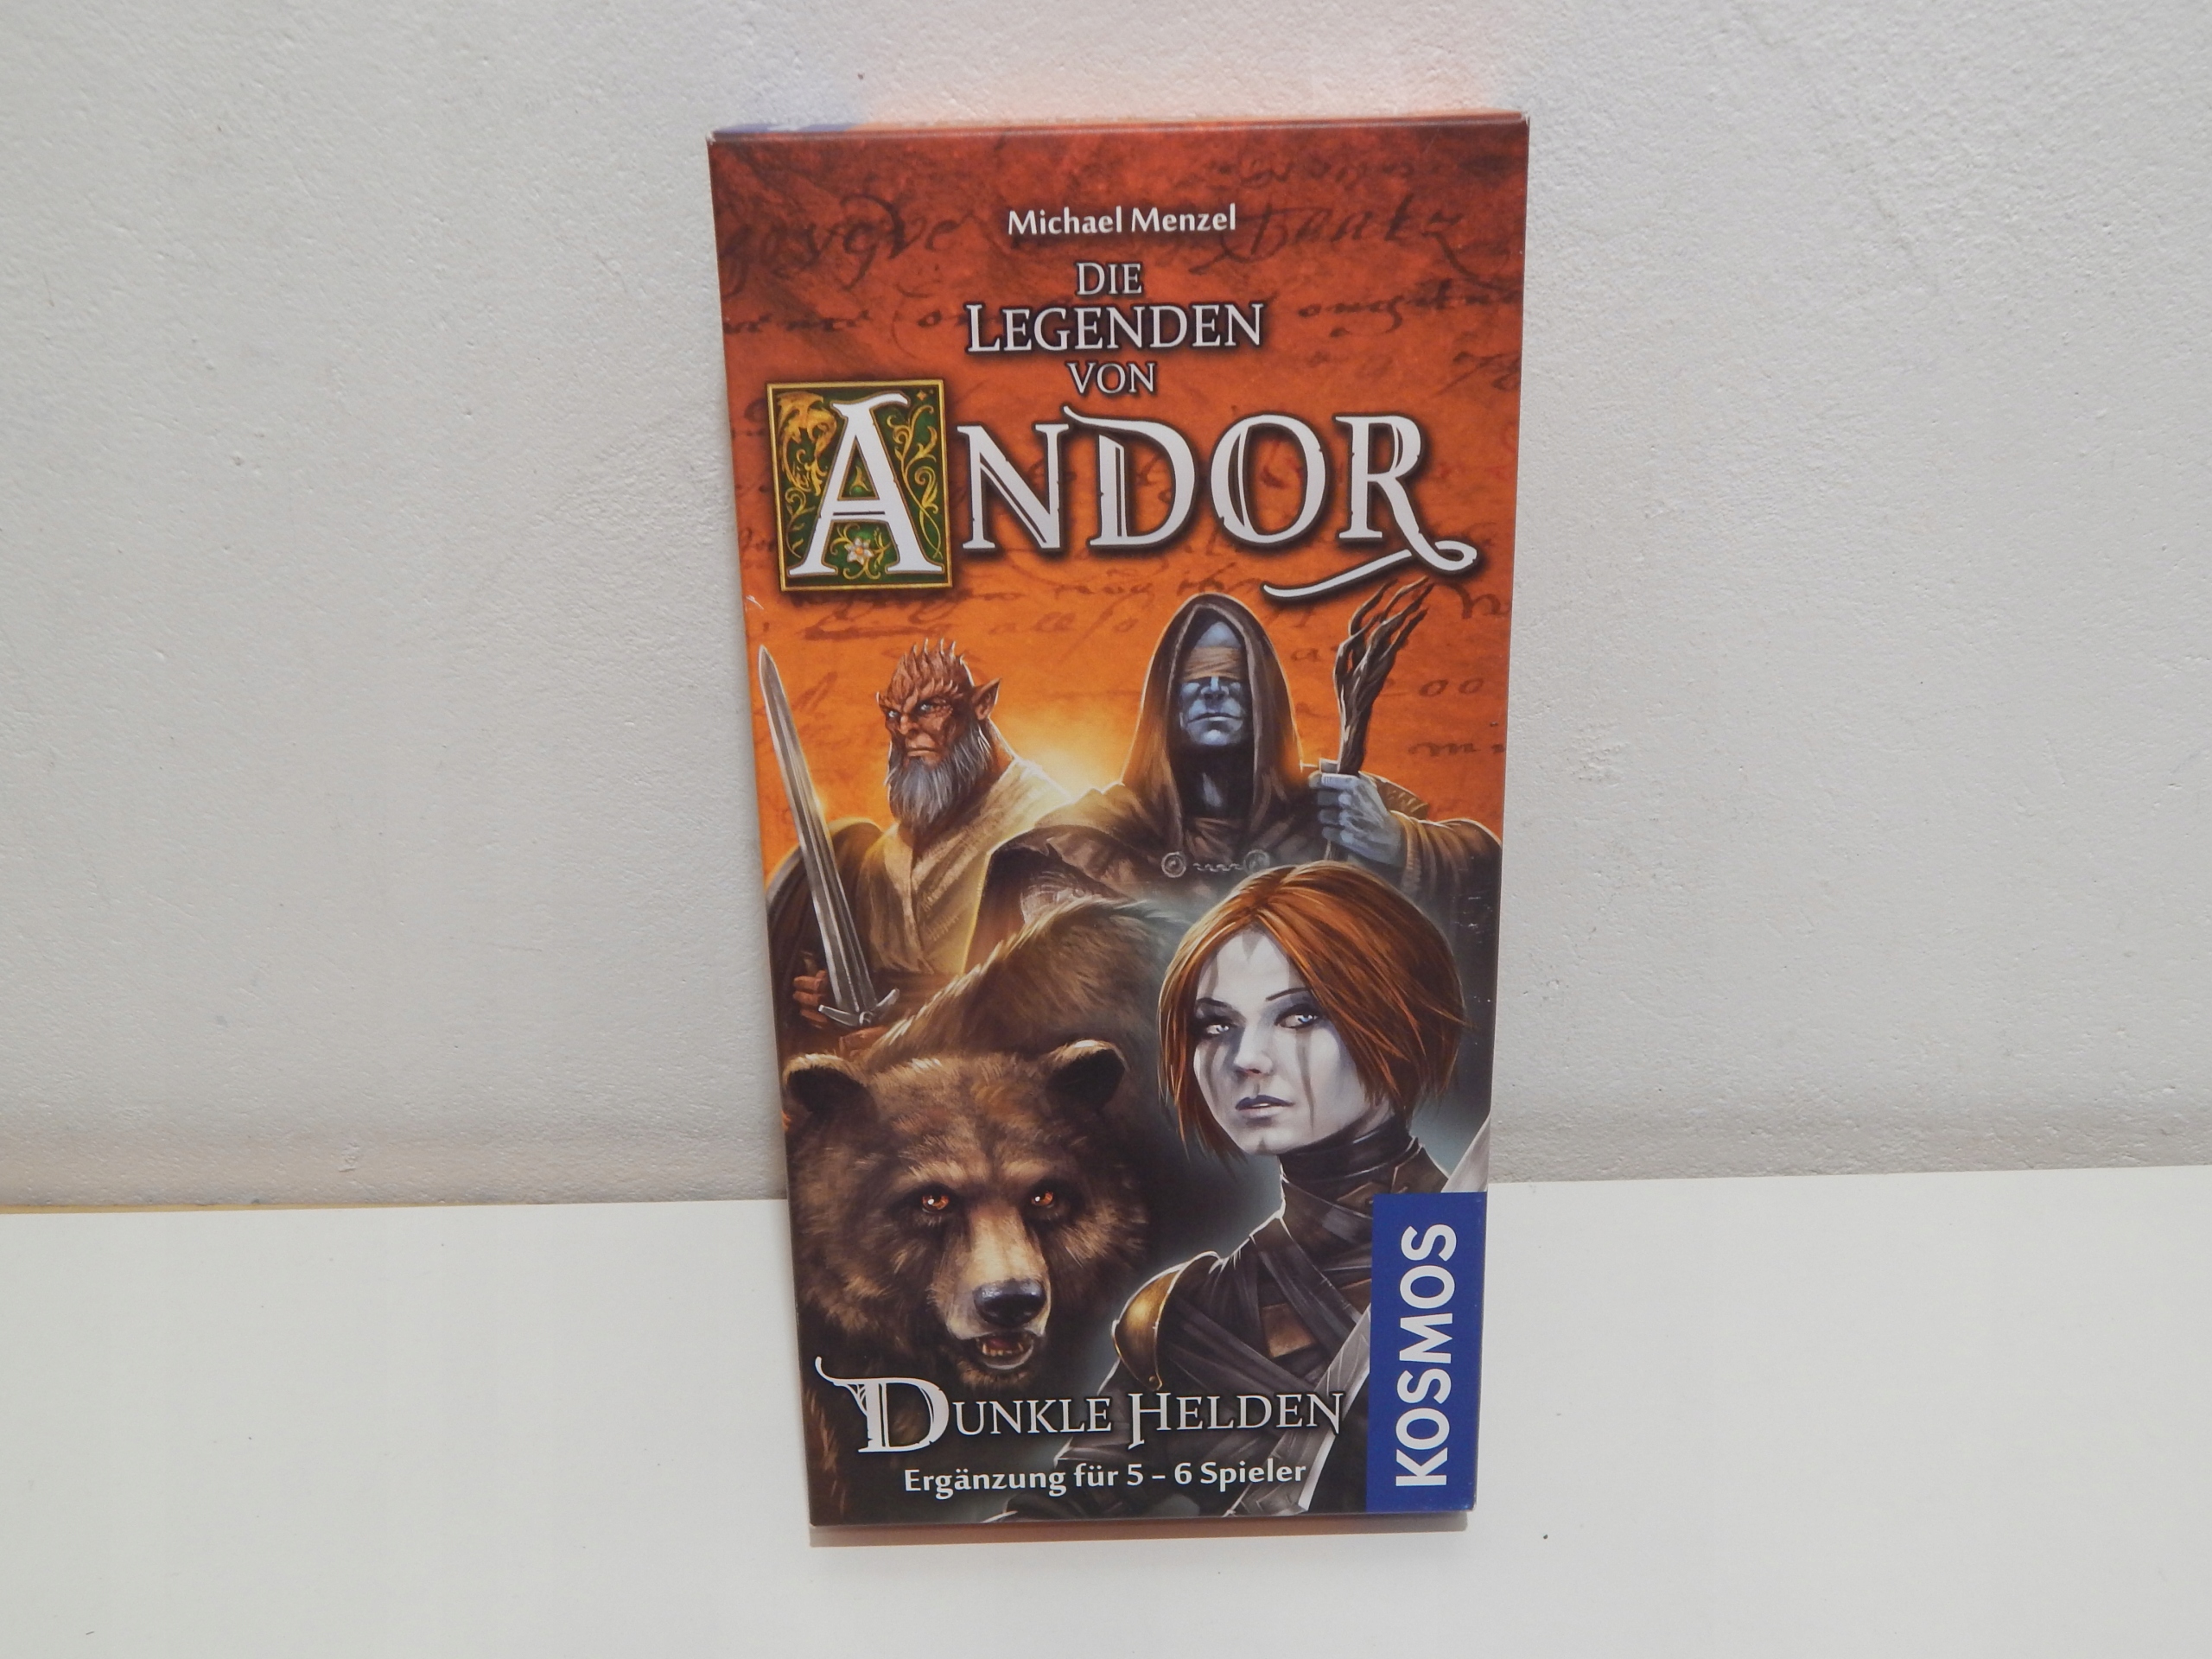 Michael Menzel
DIE
LEGENDEN
VON
ANDOR
DUNKLE HELDEN
Ergänzung für 5 – 6 Spieler
KOSMOS